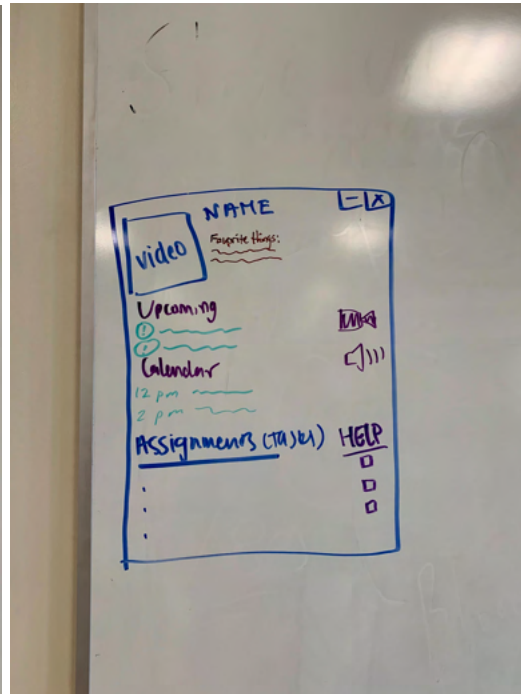 NAME
Favorite things:
video
Upcoming
!
!
Calendar
12 pm
2 pm
Assignments (Tasks) HELP